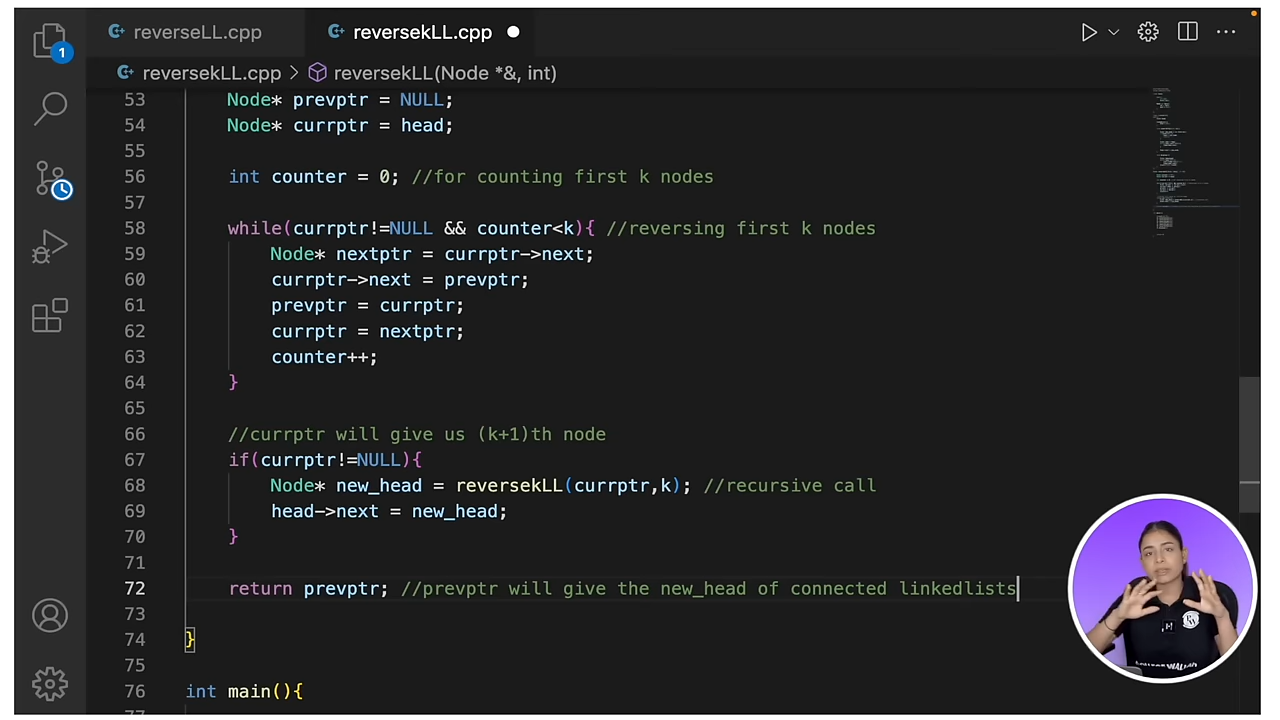 1
reverseLL.cpp
reversekLL.cpp
reversekLL.cpp > reversekLL(Node *&, int)
53 Node* prevptr = NULL;
54 Node* currptr = head;
55
56 int counter = 0; //for counting first k nodes
57
58 while(currptr!=NULL && counter<k){ //reversing first k nodes
59 Node* nextptr = currptr->next;
60 currptr->next = prevptr;
61 prevptr = currptr;
62 currptr = nextptr;
63 counter++;
64 }
65
66 //currptr will give us (k+1)th node
67 if(currptr!=NULL){
68 Node* new_head = reversekLL(currptr,k); //recursive call
69 head->next = new_head;
70 }
71
72 return prevptr; //prevptr will give the new_head of connected linkedlists
73
74 }
75
76 int main(){